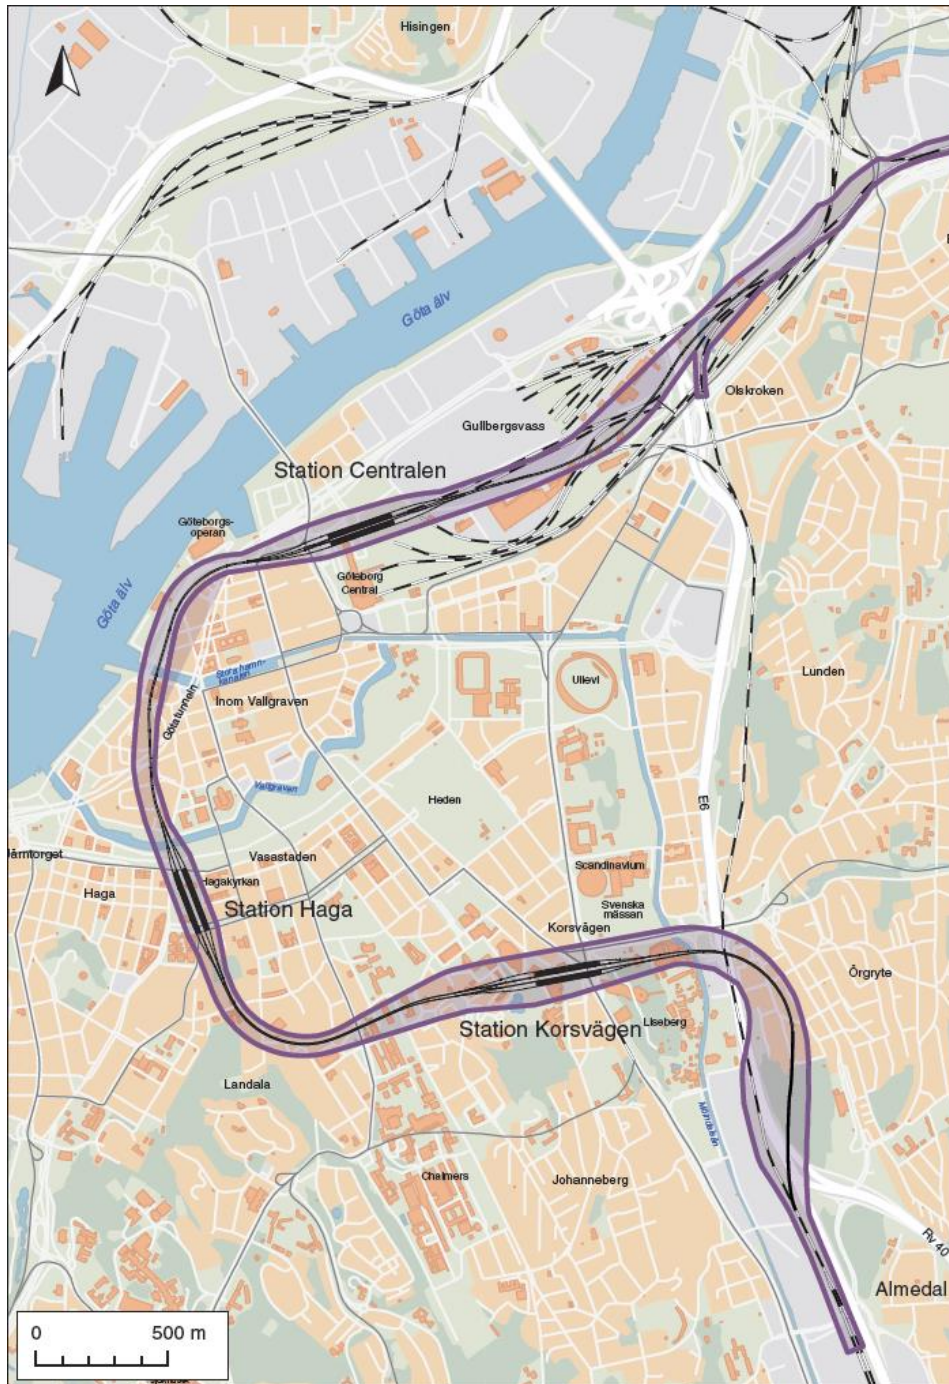 Hisingen
Göta älv
Olskroken
Gullbergsvass
Station Centralen
Göteborgs-
operan
Göteborg
Central
Göta älv
Stora hamn-
kanalen
Lunden
Ullevi
Inom Vallgraven
Götatunneln
Vallgraven
Heden
E6
Järntorget
Vasastaden
Scandinavium
Haga
Hagakyrkan
Svenska
mässan
Station Haga
Korsvägen
Örgryte
Station Korsvägen
Liseberg
Landala
Mölndalsån
Chalmers
Johanneberg
Rv 40
Almedal
0 500 m